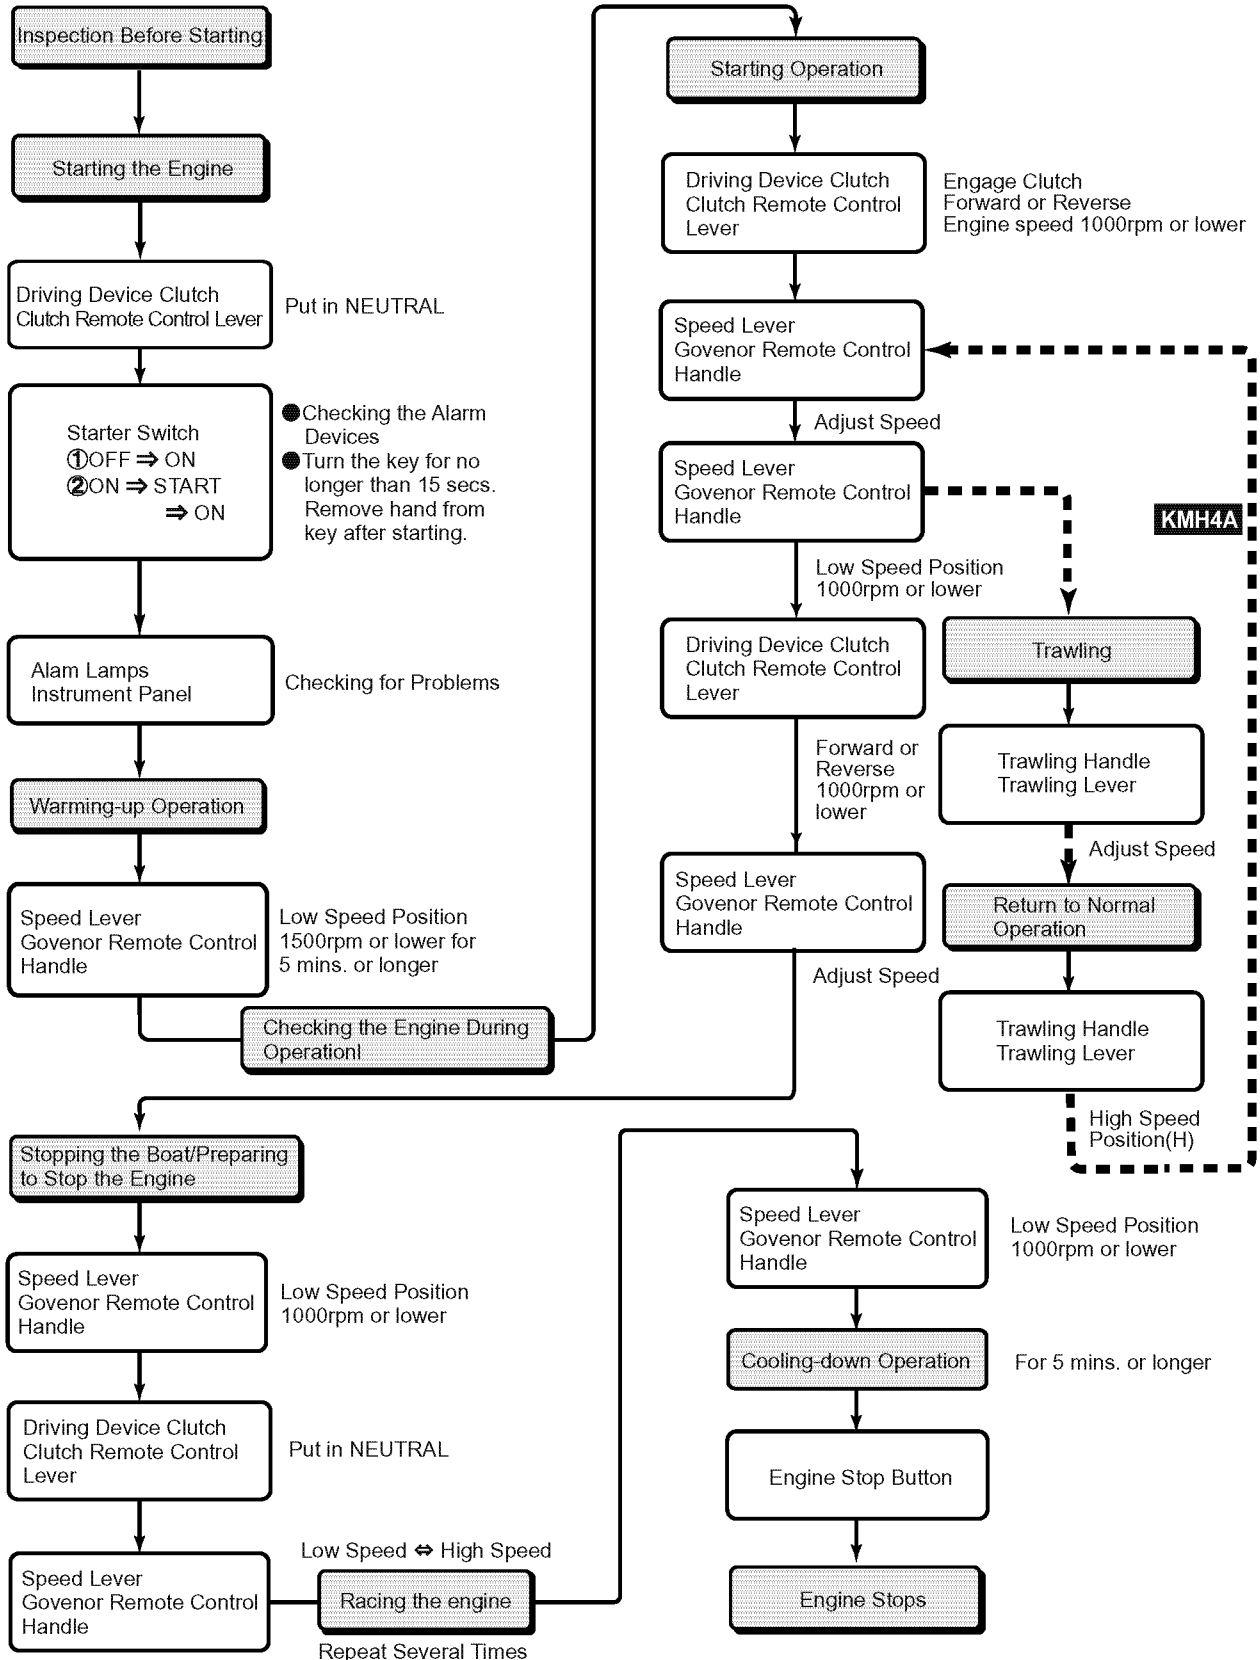 Inspection Before Starting
Starting the Engine
Driving Device Clutch
Clutch Remote Control Lever
Put in NEUTRAL
Starter Switch
①OFF ⇒ ON
②ON ⇒ START
⇒ ON
●Checking the Alarm
Devices
●Turn the key for no
longer than 15 secs.
Remove hand from
key after starting.
Alam Lamps
Instrument Panel
Checking for Problems
Warming-up Operation
Speed Lever
Govenor Remote Control
Handle
Low Speed Position
1500rpm or lower for
5 mins. or longer
Checking the Engine During
Operationl
Starting Operation
Driving Device Clutch
Clutch Remote Control
Lever
Engage Clutch
Forward or Reverse
Engine speed 1000rpm or lower
Speed Lever
Govenor Remote Control
Handle
Adjust Speed
Speed Lever
Govenor Remote Control
Handle
KMH4A
Low Speed Position
1000rpm or lower
Driving Device Clutch
Clutch Remote Control
Lever
Forward or
Reverse
1000rpm or
lower
Speed Lever
Govenor Remote Control
Handle
Adjust Speed
Trawling
Trawling Handle
Trawling Lever
Adjust Speed
Return to Normal
Operation
Trawling Handle
Trawling Lever
High Speed
Position(H)
Stopping the Boat/Preparing
to Stop the Engine
Speed Lever
Govenor Remote Control
Handle
Low Speed Position
1000rpm or lower
Driving Device Clutch
Clutch Remote Control
Lever
Put in NEUTRAL
Speed Lever
Govenor Remote Control
Handle
Low Speed ⇔ High Speed
Racing the engine
Repeat Several Times
Speed Lever
Govenor Remote Control
Handle
Low Speed Position
1000rpm or lower
Cooling-down Operation
For 5 mins. or longer
Engine Stop Button
Engine Stops